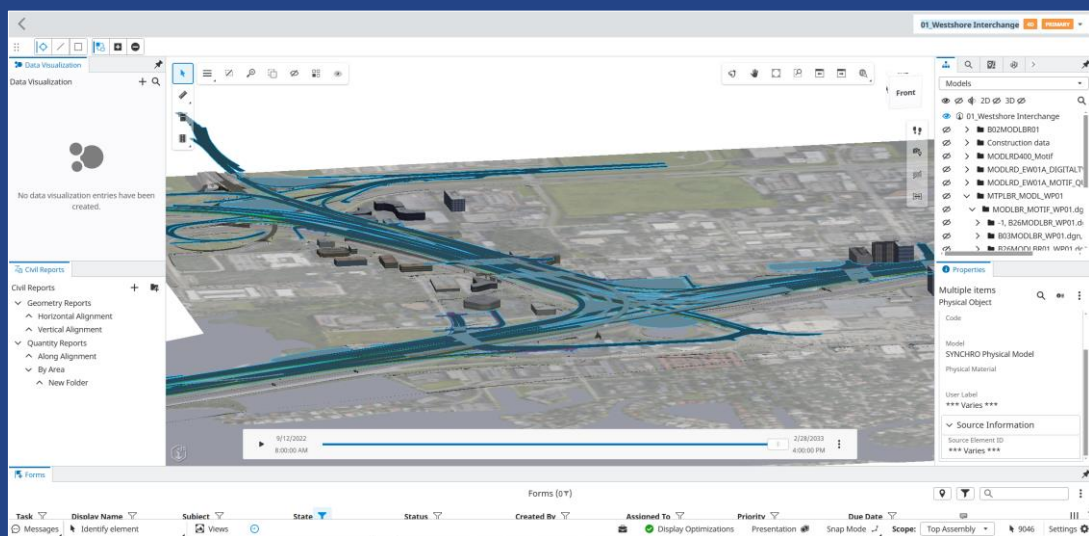 01_Westshore Interchange 4D PRIMARY
Data Visualization
Data Visualization
No data visualization entries have been
created.
Civil Reports
Civil Reports
Geometry Reports
Horizontal Alignment
Vertical Alignment
Quantity Reports
Along Alignment
By Area
New Folder
Front
9/12/2022
8:00:00 AM
2/28/2033
4:00:00 PM
Models
2D 3D
01_Westshore Interchange
B02MODLBR01
Construction data
MODLRD400_Motif
MODLRD_EW01A_DIGITALT
MODLRD_EW01A_MOTIF_QU
MTPLBR_MODL_WP01
MODLBR_MOTIF_WP01.dg
-1, B26MODLBR_WP01.d
B03MODLBR_WP01.dgn,
B26MODLBR01 WP01 dg
Properties
Multiple items
Physical Object
Code
Model
SYNCHRO Physical Model
Physical Material
User Label
*** Varies ***
Source Information
Source Element ID
*** Varies ***
Forms
Forms (0)
Task Display Name Subject State Status Created By Assigned To Priority Due Date
Messages Identify element Views Display Optimizations Presentation Snap Mode Scope: Top Assembly 9046 Settings